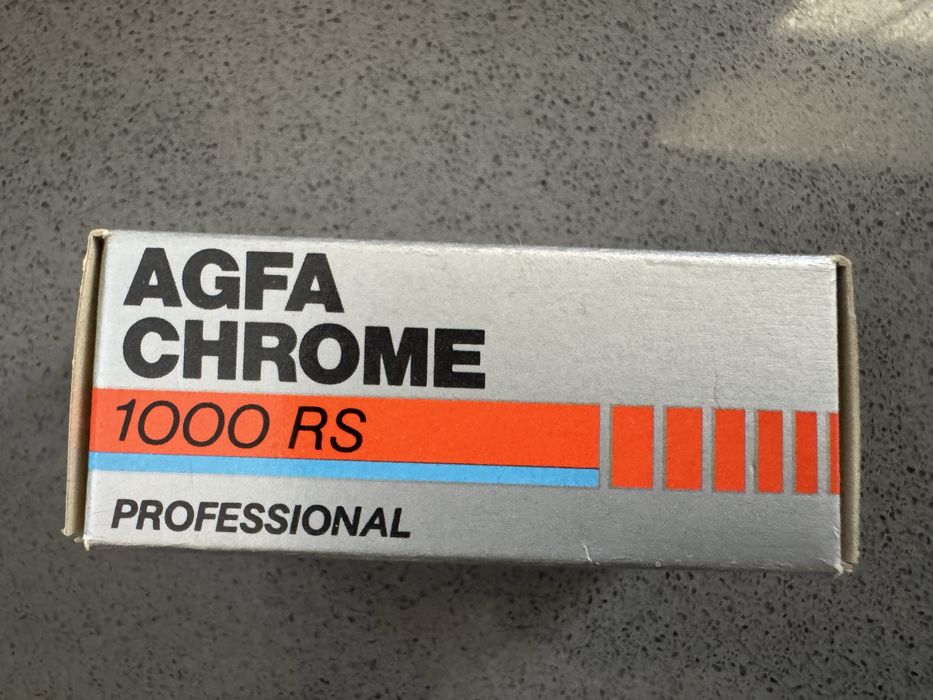 AGFA
CHROME
1000 RS
PROFESSIONAL